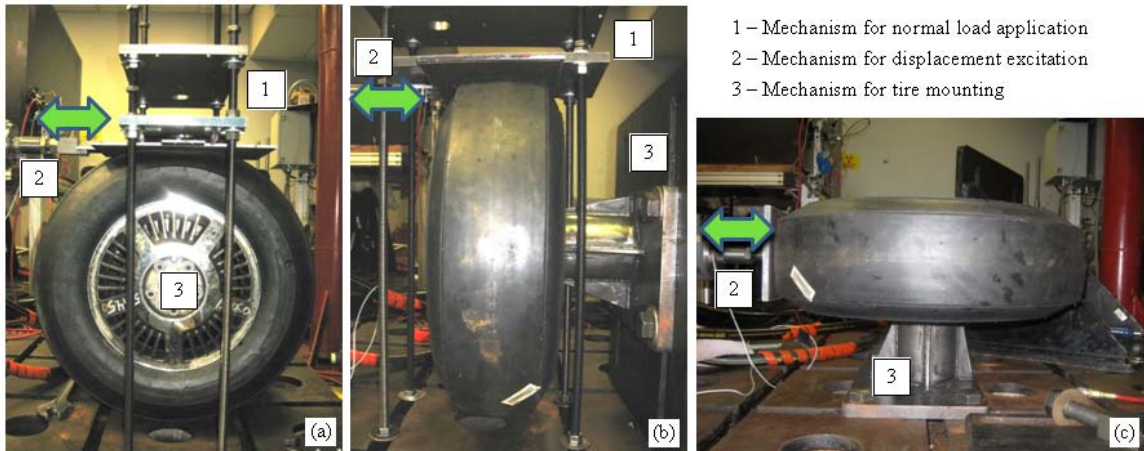 1 – Mechanism for normal load application
2 – Mechanism for displacement excitation
3 – Mechanism for tire mounting
1
2
3
(a)
1
2
3
(b)
2
3
(c)